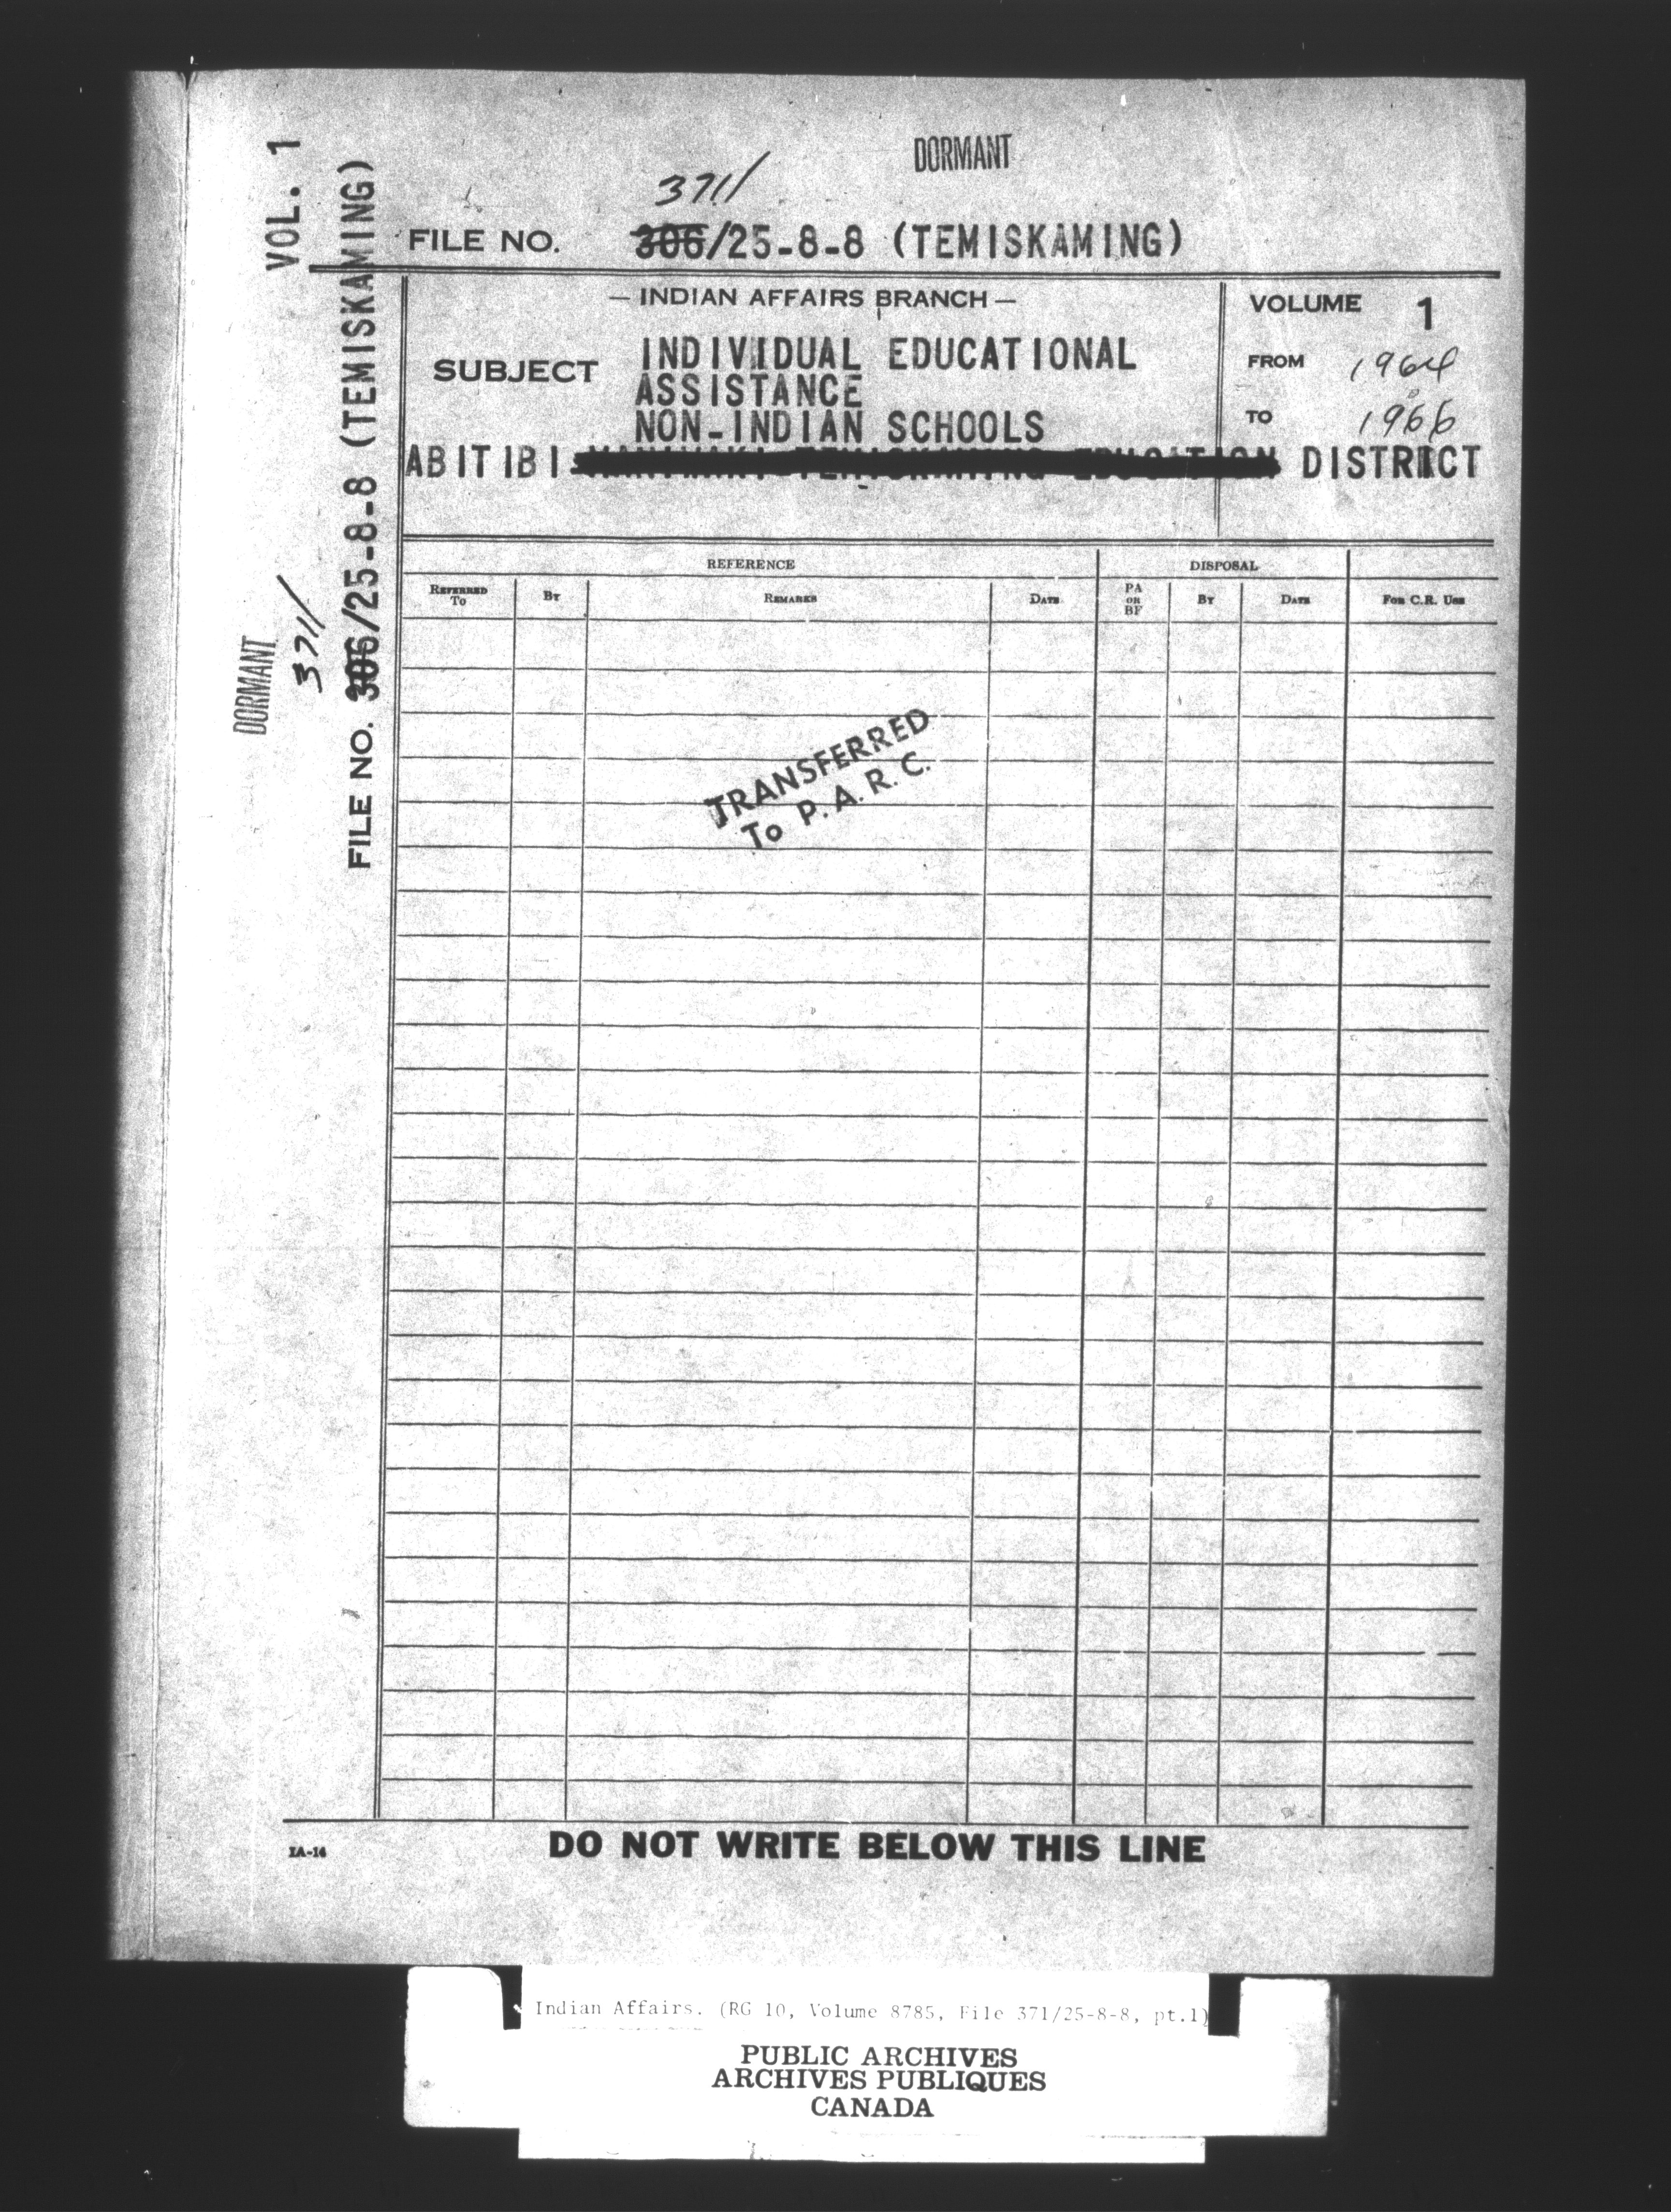 DORMANT
371/
FILE NO. 306/25-8-8 (TEMISKAMING)
VOL. 1
FILE NO. 306/25-8-8 (TEMISKAMING)
371/
DORMANT
— INDIAN AFFAIRS BRANCH —
SUBJECT INDIVIDUAL EDUCATIONAL
ASSISTANCE
NON-INDIAN SCHOOLS
ABITIBI DISTRICT
VOLUME 1
FROM 1964
TO 1966
REFERENCE DISPOSAL
REFERRED TO BY REMARKS DATE PA OR BF BY DATE FOR C.R. USE
TRANSFERRED
To P.A.R.C.
IA-14 DO NOT WRITE BELOW THIS LINE
Indian Affairs. (RG 10, Volume 8785, File 371/25-8-8, pt.1)
PUBLIC ARCHIVES
ARCHIVES PUBLIQUES
CANADA